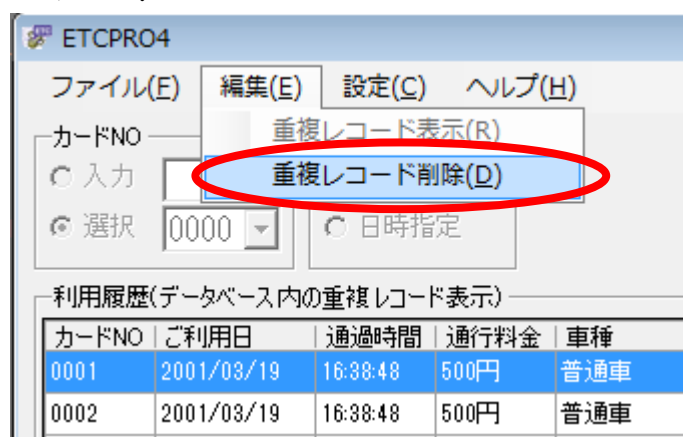 ETCPRO4
ファイル(F) 編集(E) 設定(C) ヘルプ(H)
重複レコード表示(R)
重複レコード削除(D)
カードNO
入力
選択 0000 日時指定
利用履歴(データベース内の重複レコード表示)
カードNO ご利用日 通過時間 通行料金 車種
0001 2001/03/19 16:38:48 500円 普通車
0002 2001/03/19 16:38:48 500円 普通車